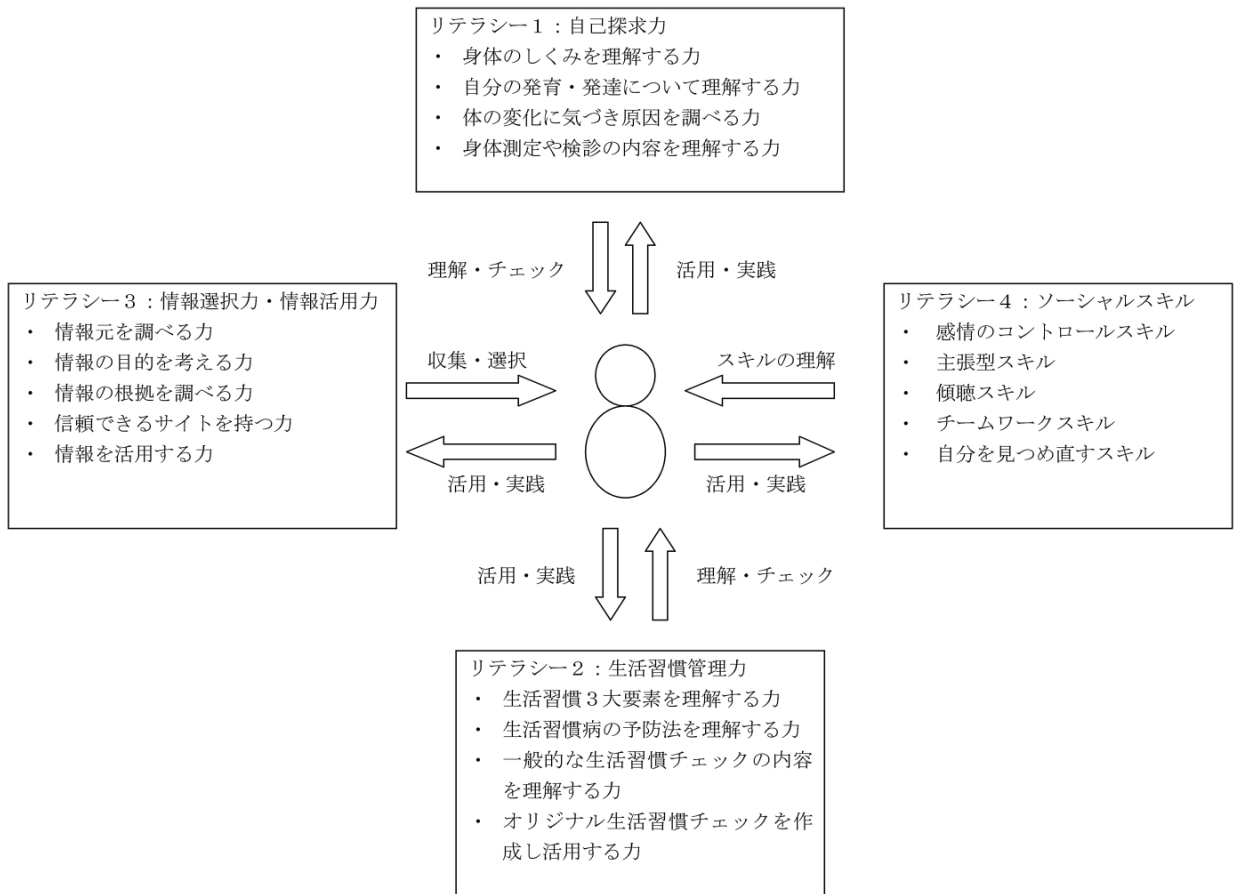 リテラシー１：自己探求力
・ 身体のしくみを理解する力
・ 自分の発育・発達について理解する力
・ 体の変化に気づき原因を調べる力
・ 身体測定や検診の内容を理解する力
理解・チェック
活用・実践
リテラシー３：情報選択力・情報活用力
・ 情報元を調べる力
・ 情報の目的を考える力
・ 情報の根拠を調べる力
・ 信頼できるサイトを持つ力
・ 情報を活用する力
収集・選択
活用・実践
スキルの理解
活用・実践
リテラシー４：ソーシャルスキル
・ 感情のコントロールスキル
・ 主張型スキル
・ 傾聴スキル
・ チームワークスキル
・ 自分を見つめ直すスキル
活用・実践
理解・チェック
リテラシー２：生活習慣管理力
・ 生活習慣３大要素を理解する力
・ 生活習慣病の予防法を理解する力
・ 一般的な生活習慣チェックの内容
を理解する力
・ オリジナル生活習慣チェックを作
成し活用する力